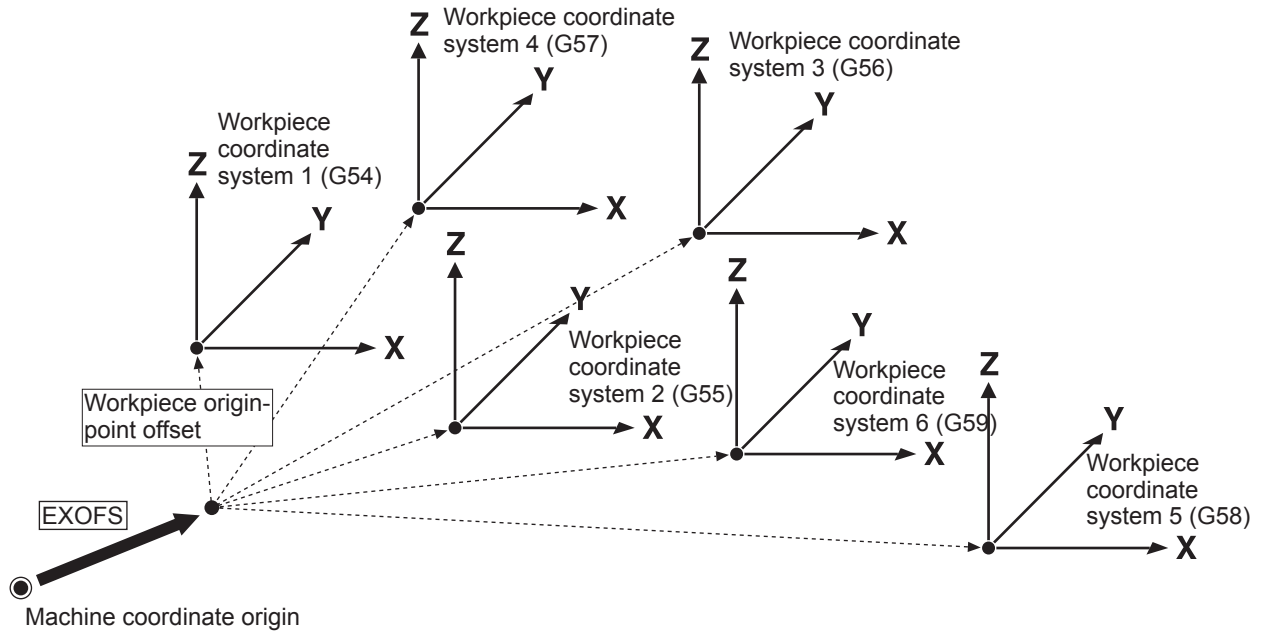 Z
Workpiece coordinate
system 4 (G57)
Y
X
Z
Workpiece coordinate
system 3 (G56)
Y
X
Workpiece
coordinate
system 1 (G54)
Z
Y
X
Z
Y
Workpiece
coordinate
system 2 (G55)
X
Z
Y
Workpiece
coordinate
system 6 (G59)
X
Z
Y
Workpiece
coordinate
system 5 (G58)
X
Workpiece origin-
point offset
EXOFS
Machine coordinate origin